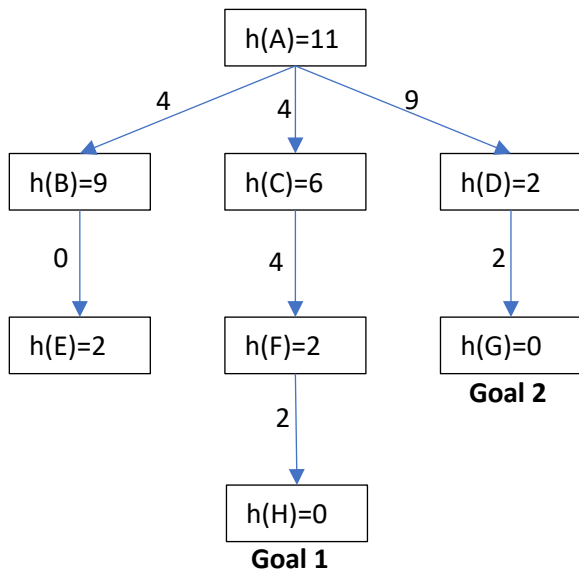 h(A)=11
4
4
9
h(B)=9
h(C)=6
h(D)=2
0
4
2
h(E)=2
h(F)=2
h(G)=0
Goal 2
2
h(H)=0
Goal 1